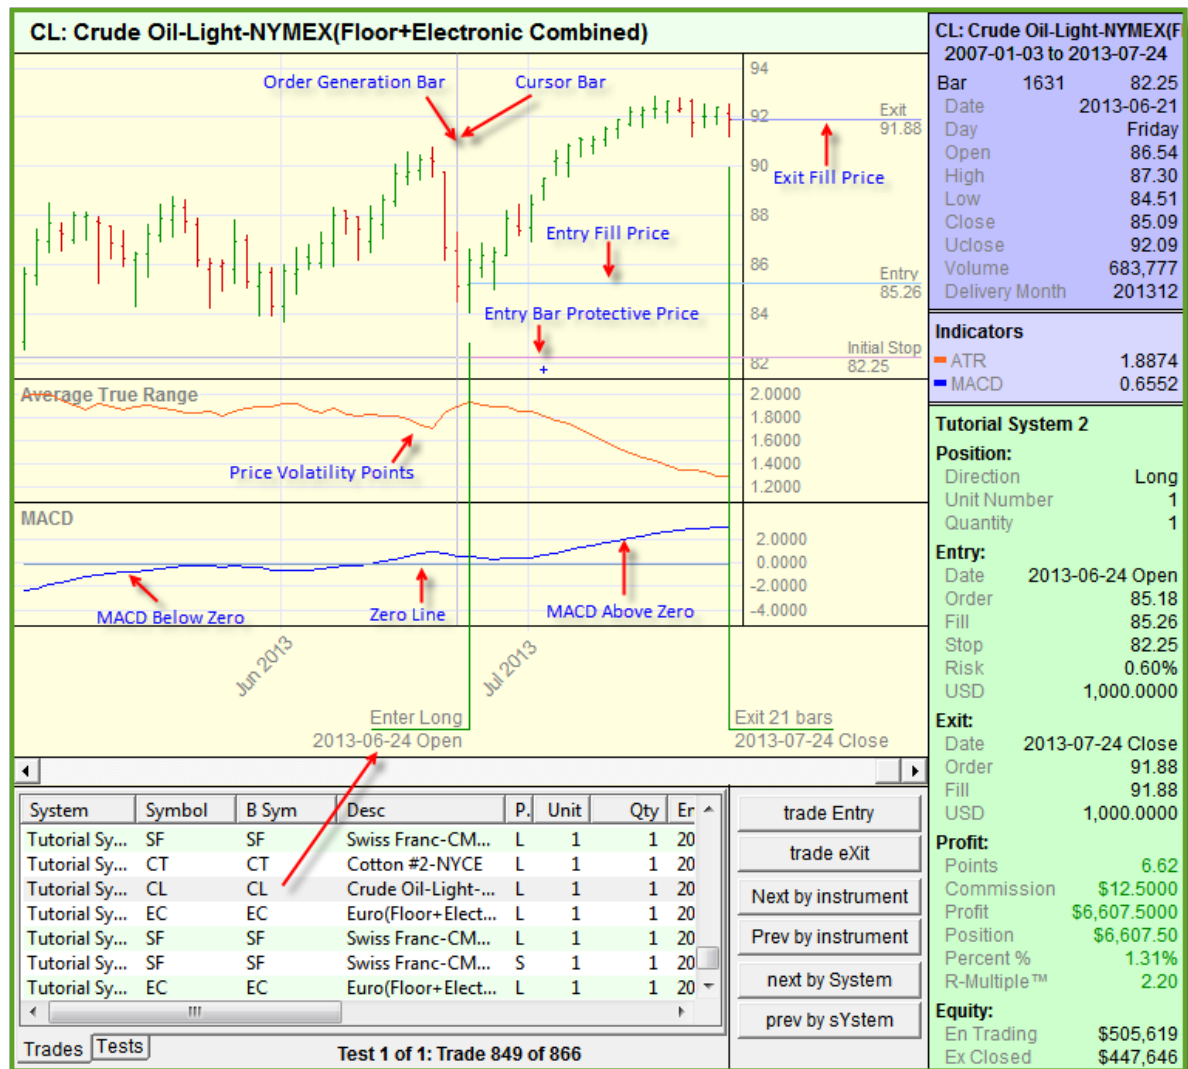 CL: Crude Oil-Light-NYMEX(Floor+Electronic Combined)
Order Generation Bar
Cursor Bar
94
92
90
88
86
84
82
Exit
91.88
Exit Fill Price
Entry Fill Price
Entry
85.26
Entry Bar Protective Price
Initial Stop
82.25
Average True Range
2.0000
1.8000
1.6000
1.4000
1.2000
Price Volatility Points
MACD
2.0000
0.0000
-2.0000
-4.0000
MACD Below Zero
Zero Line
MACD Above Zero
Jun 2013
Jul 2013
Enter Long
2013-06-24 Open
Exit 21 bars
2013-07-24 Close
System Symbol B Sym Desc P. Unit Qty Er
Tutorial Sy... SF SF Swiss Franc-CM... L 1 1 20
Tutorial Sy... CT CT Cotton #2-NYCE L 1 1 20
Tutorial Sy... CL CL Crude Oil-Light-... L 1 1 20
Tutorial Sy... EC EC Euro(Floor+Elect... L 1 1 20
Tutorial Sy... SF SF Swiss Franc-CM... L 1 1 20
Tutorial Sy... SF SF Swiss Franc-CM... S 1 1 20
Tutorial Sy... EC EC Euro(Floor+Elect... L 1 1 20
Trades Tests
Test 1 of 1: Trade 849 of 866
trade Entry
trade eXit
Next by instrument
Prev by instrument
next by System
prev by sYstem
CL: Crude Oil-Light-NYMEX(F
2007-01-03 to 2013-07-24
Bar 1631 82.25
Date 2013-06-21
Day Friday
Open 86.54
High 87.30
Low 84.51
Close 85.09
Uclose 92.09
Volume 683,777
Delivery Month 201312
Indicators
ATR 1.8874
MACD 0.6552
Tutorial System 2
Position:
Direction Long
Unit Number 1
Quantity 1
Entry:
Date 2013-06-24 Open
Order 85.18
Fill 85.26
Stop 82.25
Risk 0.60%
USD 1,000.0000
Exit:
Date 2013-07-24 Close
Order 91.88
Fill 91.88
USD 1,000.0000
Profit:
Points 6.62
Commission $12.5000
Profit $6,607.5000
Position $6,607.50
Percent % 1.31%
R-Multiple™ 2.20
Equity:
En Trading $505,619
Ex Closed $447,646